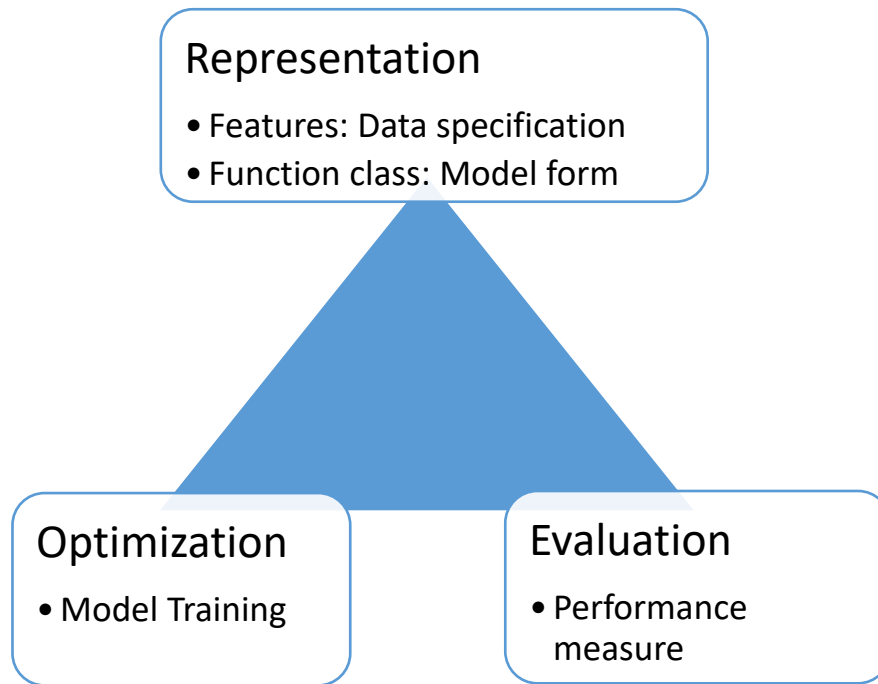 Representation
• Features: Data specification
• Function class: Model form
Optimization
• Model Training
Evaluation
• Performance
measure